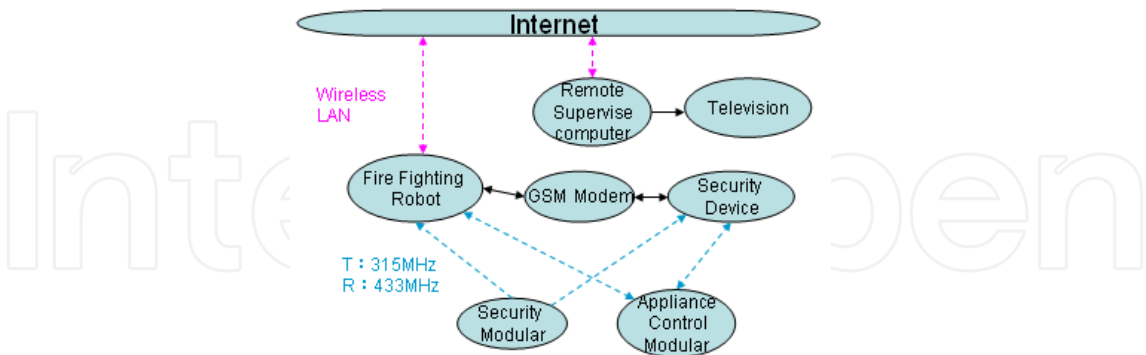 Internet
Wireless
LAN
Remote
Supervise
computer
Television
Fire Fighting
Robot
GSM Modem
Security
Device
T：315MHz
R：433MHz
Security
Modular
Appliance
Control
Modular